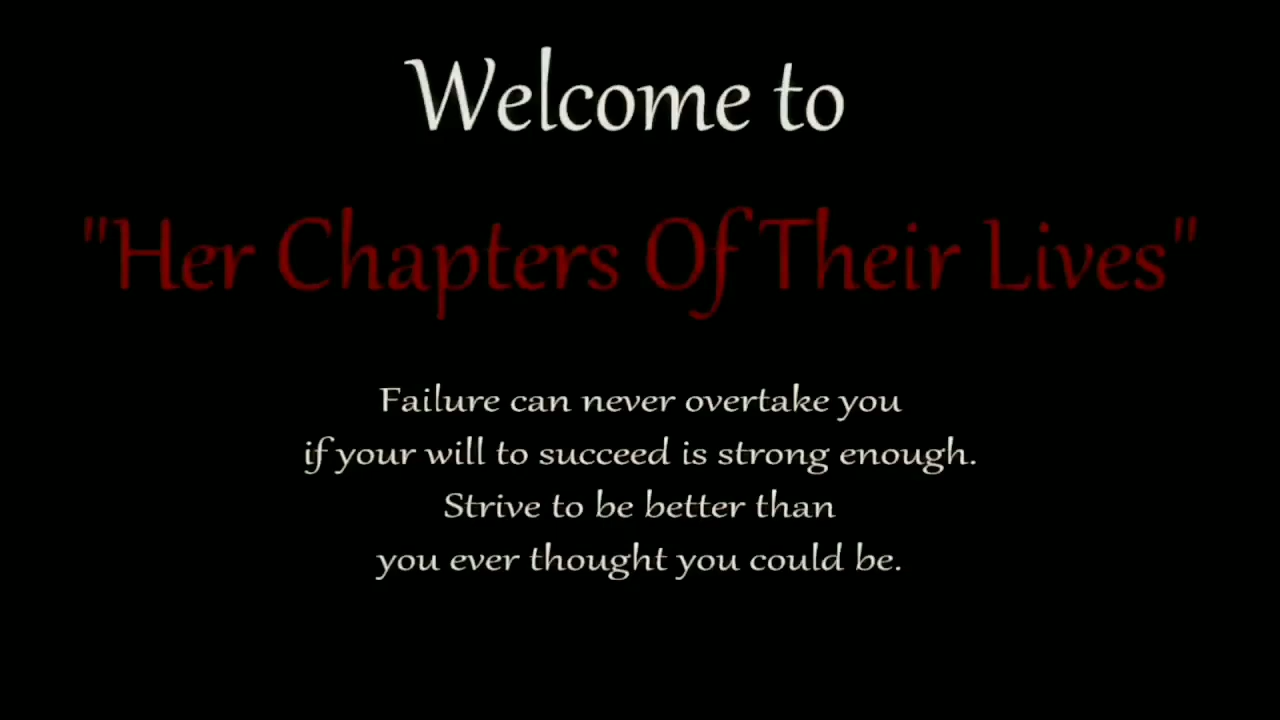 Welcome to
"Her Chapters Of Their Lives"
Failure can never overtake you
if your will to succeed is strong enough.
Strive to be better than
you ever thought you could be.